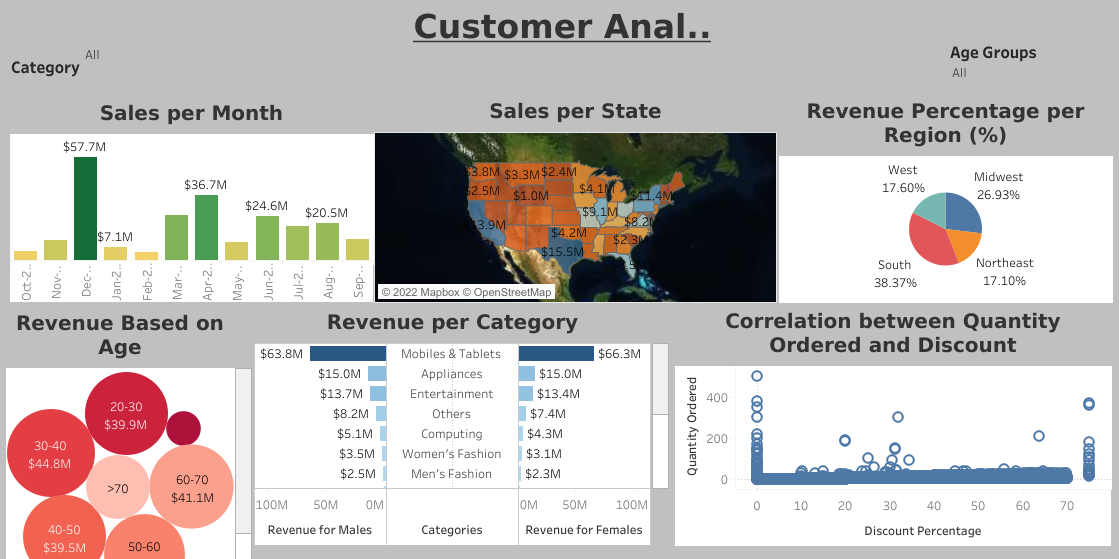 Customer Anal..
Category
All
Age Groups
All
Sales per Month
$57.7M
$36.7M
$24.6M
$20.5M
$7.1M
Oct-2..
Nov-..
Dec-..
Jan-2..
Feb-2..
Mar-..
Apr-2..
May-..
Jun-2..
Jul-2..
Aug-..
Sep-..
Sales per State
$3.8M
$3.3M
$2.4M
$2.5M
$1.0M
$4.1M
$11.4M
$9.1M
$8.2M
$4.2M
$2.3M
$15.5M
© 2022 Mapbox © OpenStreetMap
Revenue Percentage per
Region (%)
West
17.60%
Midwest
26.93%
South
38.37%
Northeast
17.10%
Revenue Based on
Age
20-30
$39.9M
30-40
$44.8M
>70
60-70
$41.1M
40-50
$39.5M
50-60
Revenue per Category
$63.8M Mobiles & Tablets $66.3M
$15.0M Appliances $15.0M
$13.7M Entertainment $13.4M
$8.2M Others $7.4M
$5.1M Computing $4.3M
$3.5M Women's Fashion $3.1M
$2.5M Men's Fashion $2.3M
100M 50M 0M 0M 50M 100M
Revenue for Males Categories Revenue for Females
Correlation between Quantity
Ordered and Discount
Quantity Ordered
400
200
0
0 10 20 30 40 50 60 70
Discount Percentage